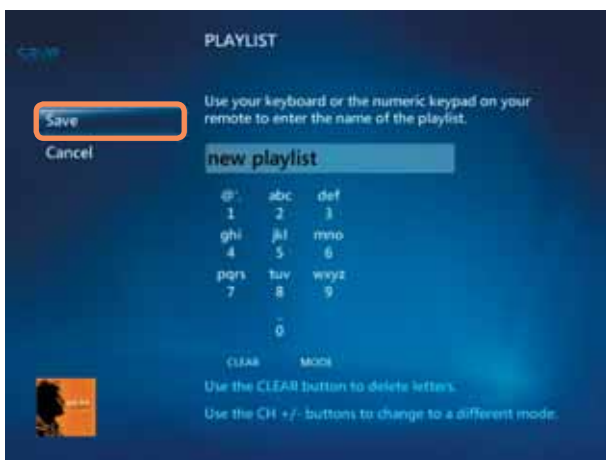 save
PLAYLIST
Save
Cancel
Use your keyboard or the numeric keypad on your
remote to enter the name of the playlist.
new playlist
abc def
1 2 3
ghi jkl mno
4 5 6
pqrs tuv wxyz
7 8 9
0
CLEAR MODE
Use the CLEAR button to delete letters.
Use the CH +/- buttons to change to a different mode.